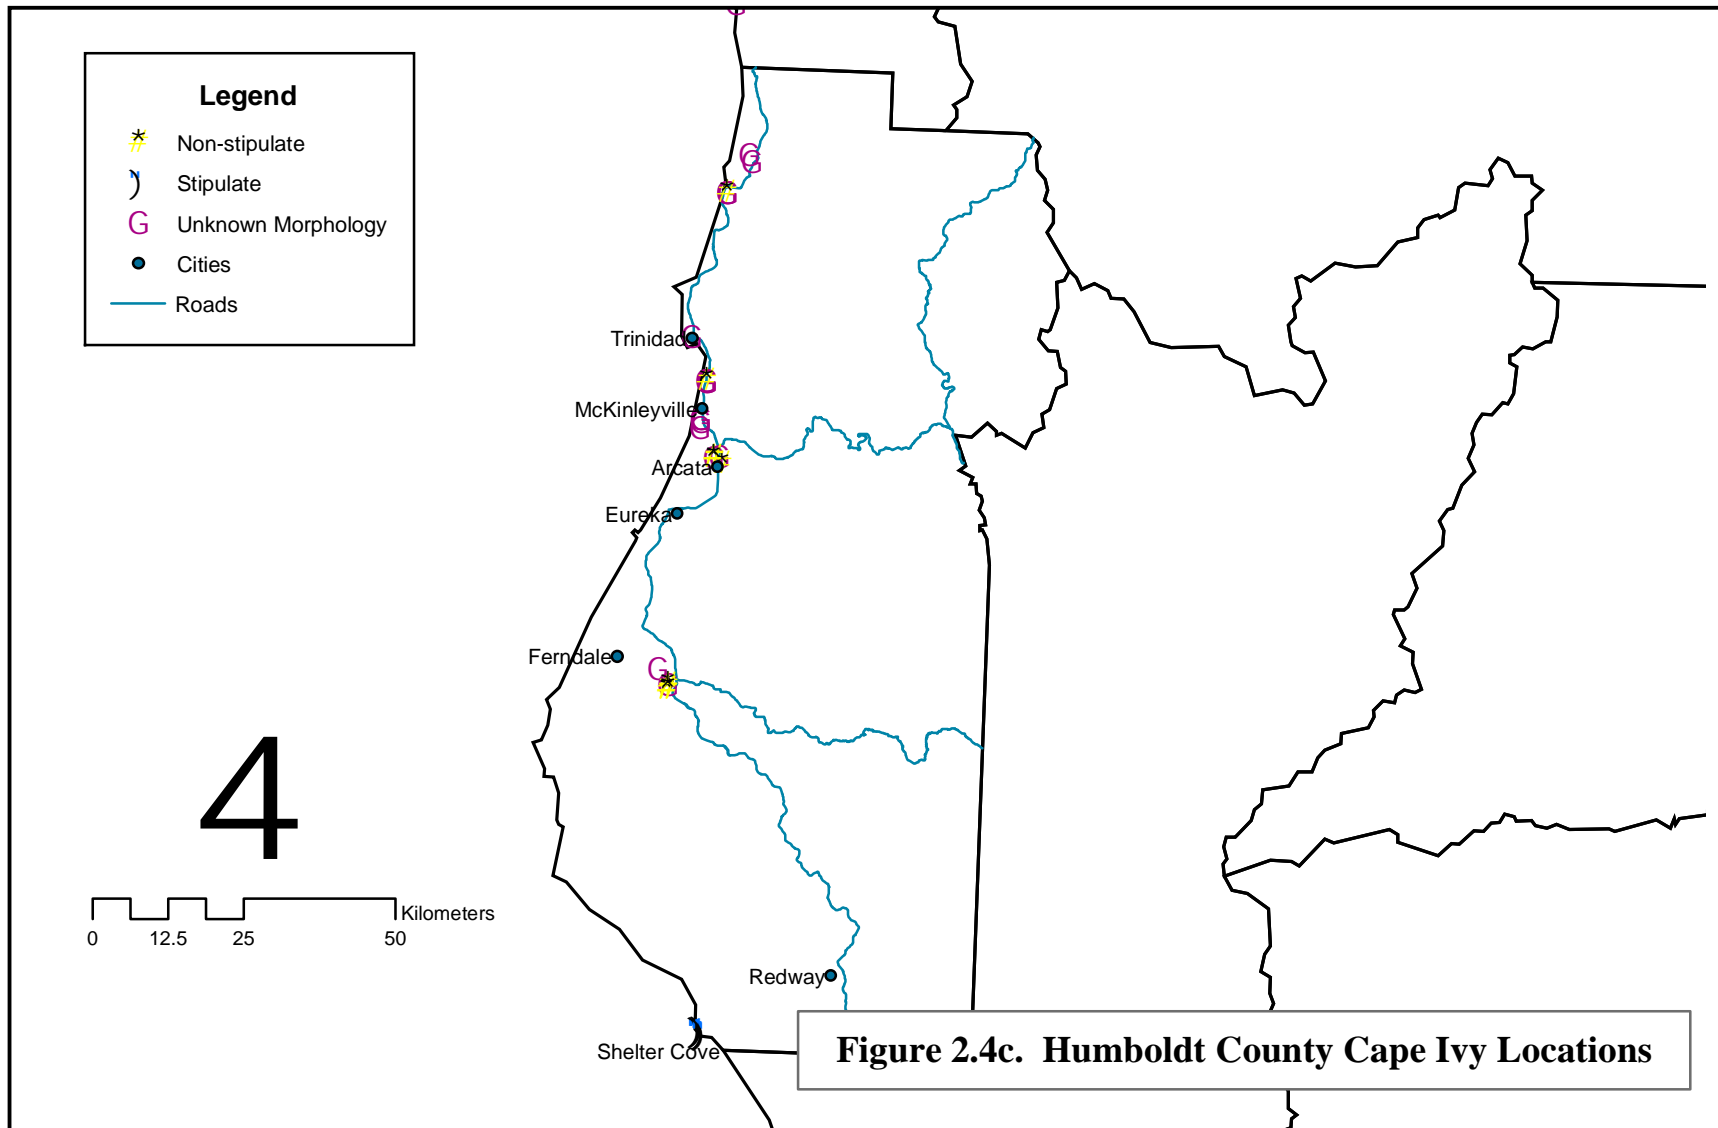 Legend
Non-stipulate
Stipulate
G Unknown Morphology
Cities
Roads
G
G
G
G
Trinidad
G
G
McKinleyville
G
G
Arcata
Eureka
Ferndale
G
4
Kilometers
0 12.5 25 50
Redway
Shelter Cove
Figure 2.4c. Humboldt County Cape Ivy Locations